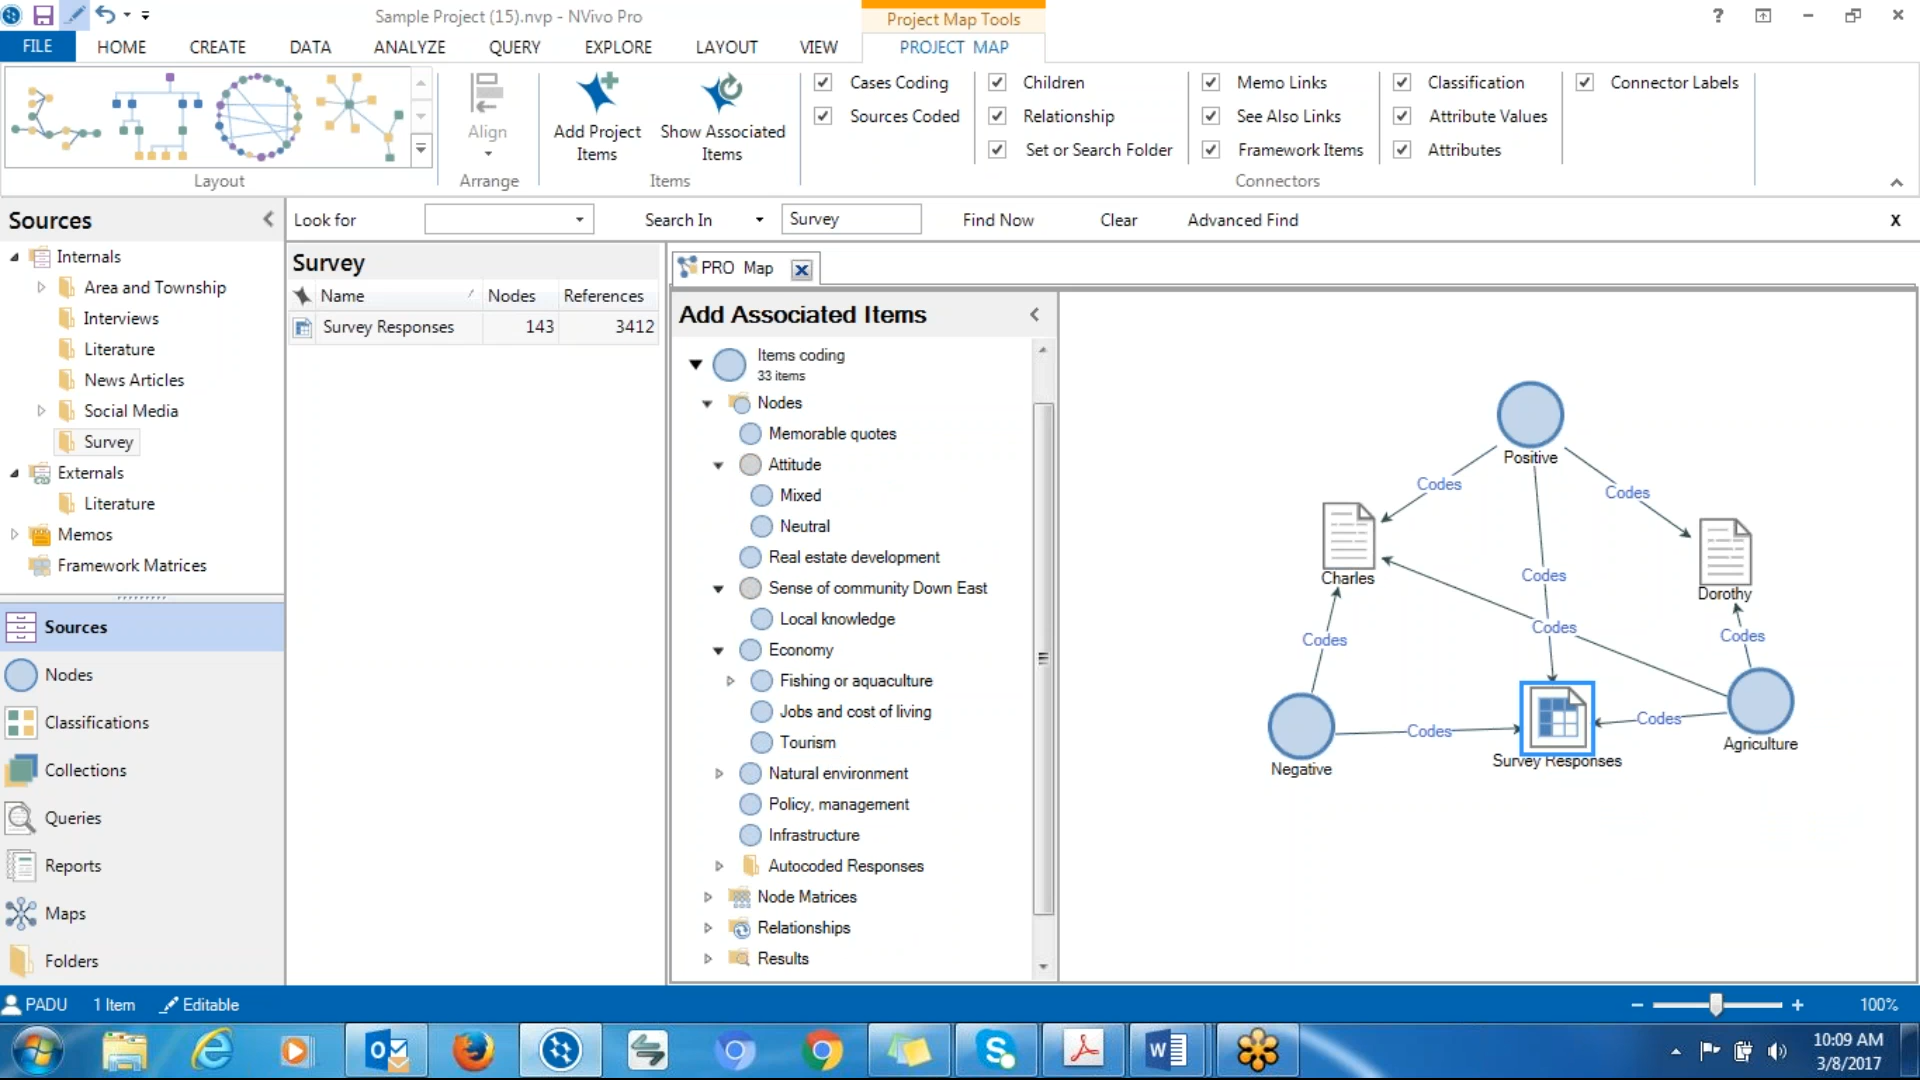 Sample Project (15).nvp - NVivo Pro
Project Map Tools
?
FILE HOME CREATE DATA ANALYZE QUERY EXPLORE LAYOUT VIEW PROJECT MAP
Align
Add Project
Items
Show Associated
Items
Cases Coding
Sources Coded
Children
Relationship
Set or Search Folder
Memo Links
See Also Links
Framework Items
Classification
Attribute Values
Attributes
Connector Labels
Layout Arrange Items Connectors
Sources
Look for Search In Survey Find Now Clear Advanced Find x
Internals
Area and Township
Interviews
Literature
News Articles
Social Media
Survey
Externals
Literature
Memos
Framework Matrices
Sources
Nodes
Classifications
Collections
Queries
Reports
Maps
Folders
Survey
Name Nodes References
Survey Responses 143 3412
PRO Map
Add Associated Items
Items coding
33 items
Nodes
Memorable quotes
Attitude
Mixed
Neutral
Real estate development
Sense of community Down East
Local knowledge
Economy
Fishing or aquaculture
Jobs and cost of living
Tourism
Natural environment
Policy, management
Infrastructure
Autocoded Responses
Node Matrices
Relationships
Results
Positive
Codes
Codes
Charles
Codes
Dorothy
Codes
Codes
Codes
Codes
Codes
Negative
Survey Responses
Agriculture
PADU 1 Item Editable
100%
10:09 AM
3/8/2017